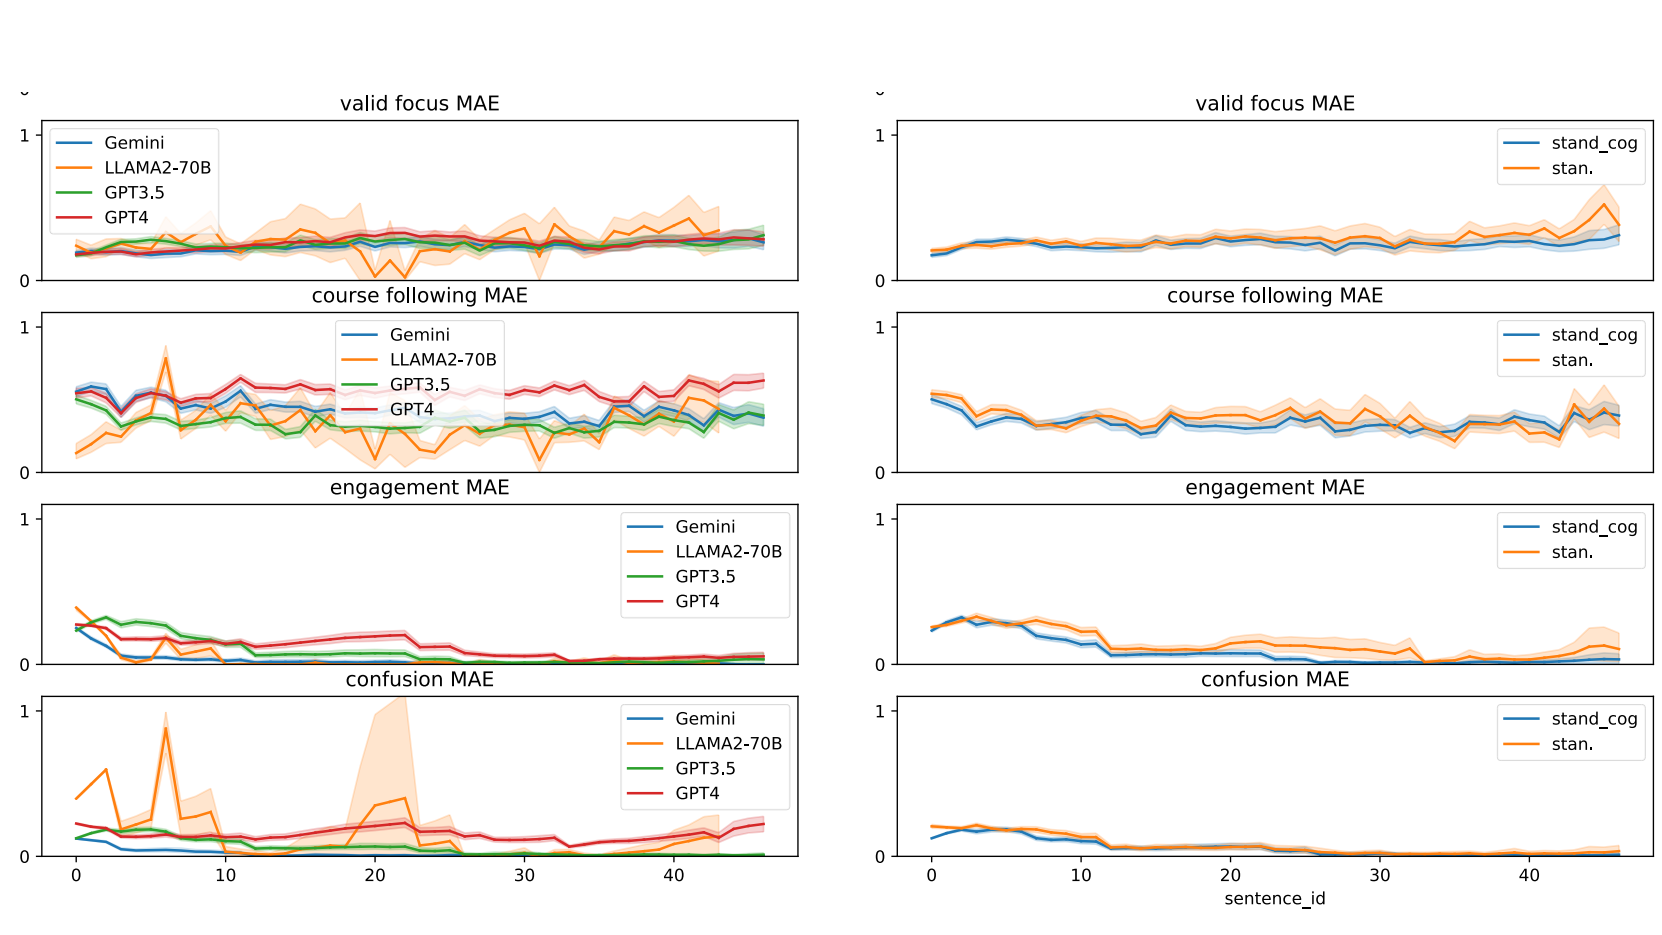 valid focus MAE
1
0
Gemini
LLAMA2-70B
GPT3.5
GPT4
course following MAE
1
0
Gemini
LLAMA2-70B
GPT3.5
GPT4
engagement MAE
1
0
Gemini
LLAMA2-70B
GPT3.5
GPT4
confusion MAE
1
0
Gemini
LLAMA2-70B
GPT3.5
GPT4
0 10 20 30 40
valid focus MAE
1
0
stand_cog
stan.
course following MAE
1
0
stand_cog
stan.
engagement MAE
1
0
stand_cog
stan.
confusion MAE
1
0
stand_cog
stan.
0 10 20 30 40
sentence_id